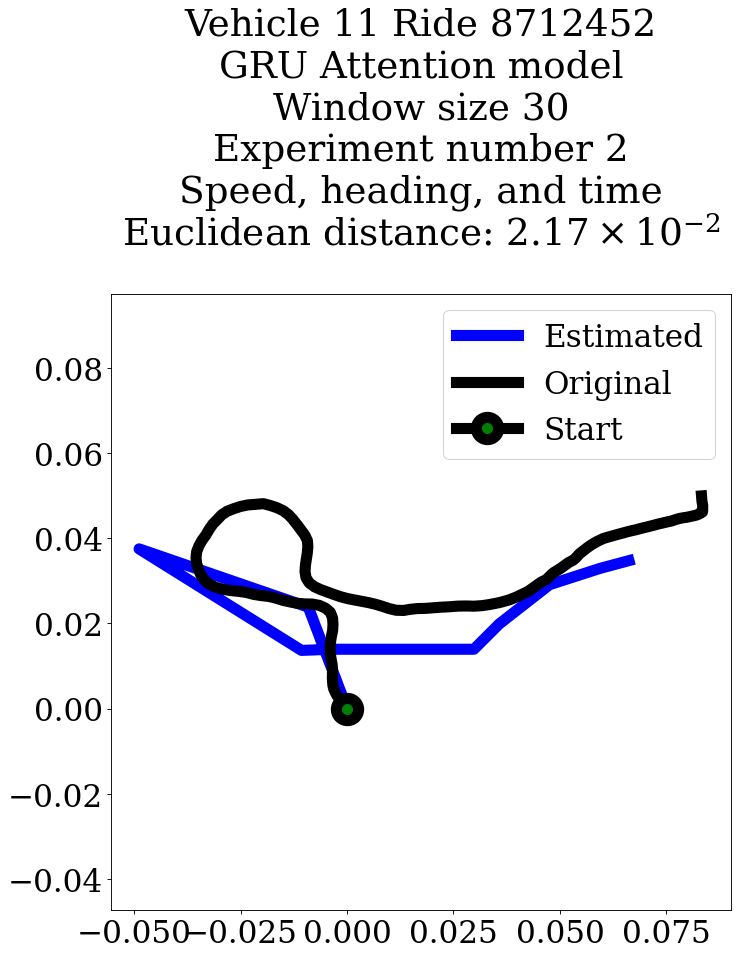 Vehicle 11 Ride 8712452
GRU Attention model
Window size 30
Experiment number 2
Speed, heading, and time
Euclidean distance: 2.17 × 10⁻²
Estimated
Original
Start
0.08
0.06
0.04
0.02
0.00
−0.02
−0.04
−0.050 −0.025 0.000 0.025 0.050 0.075